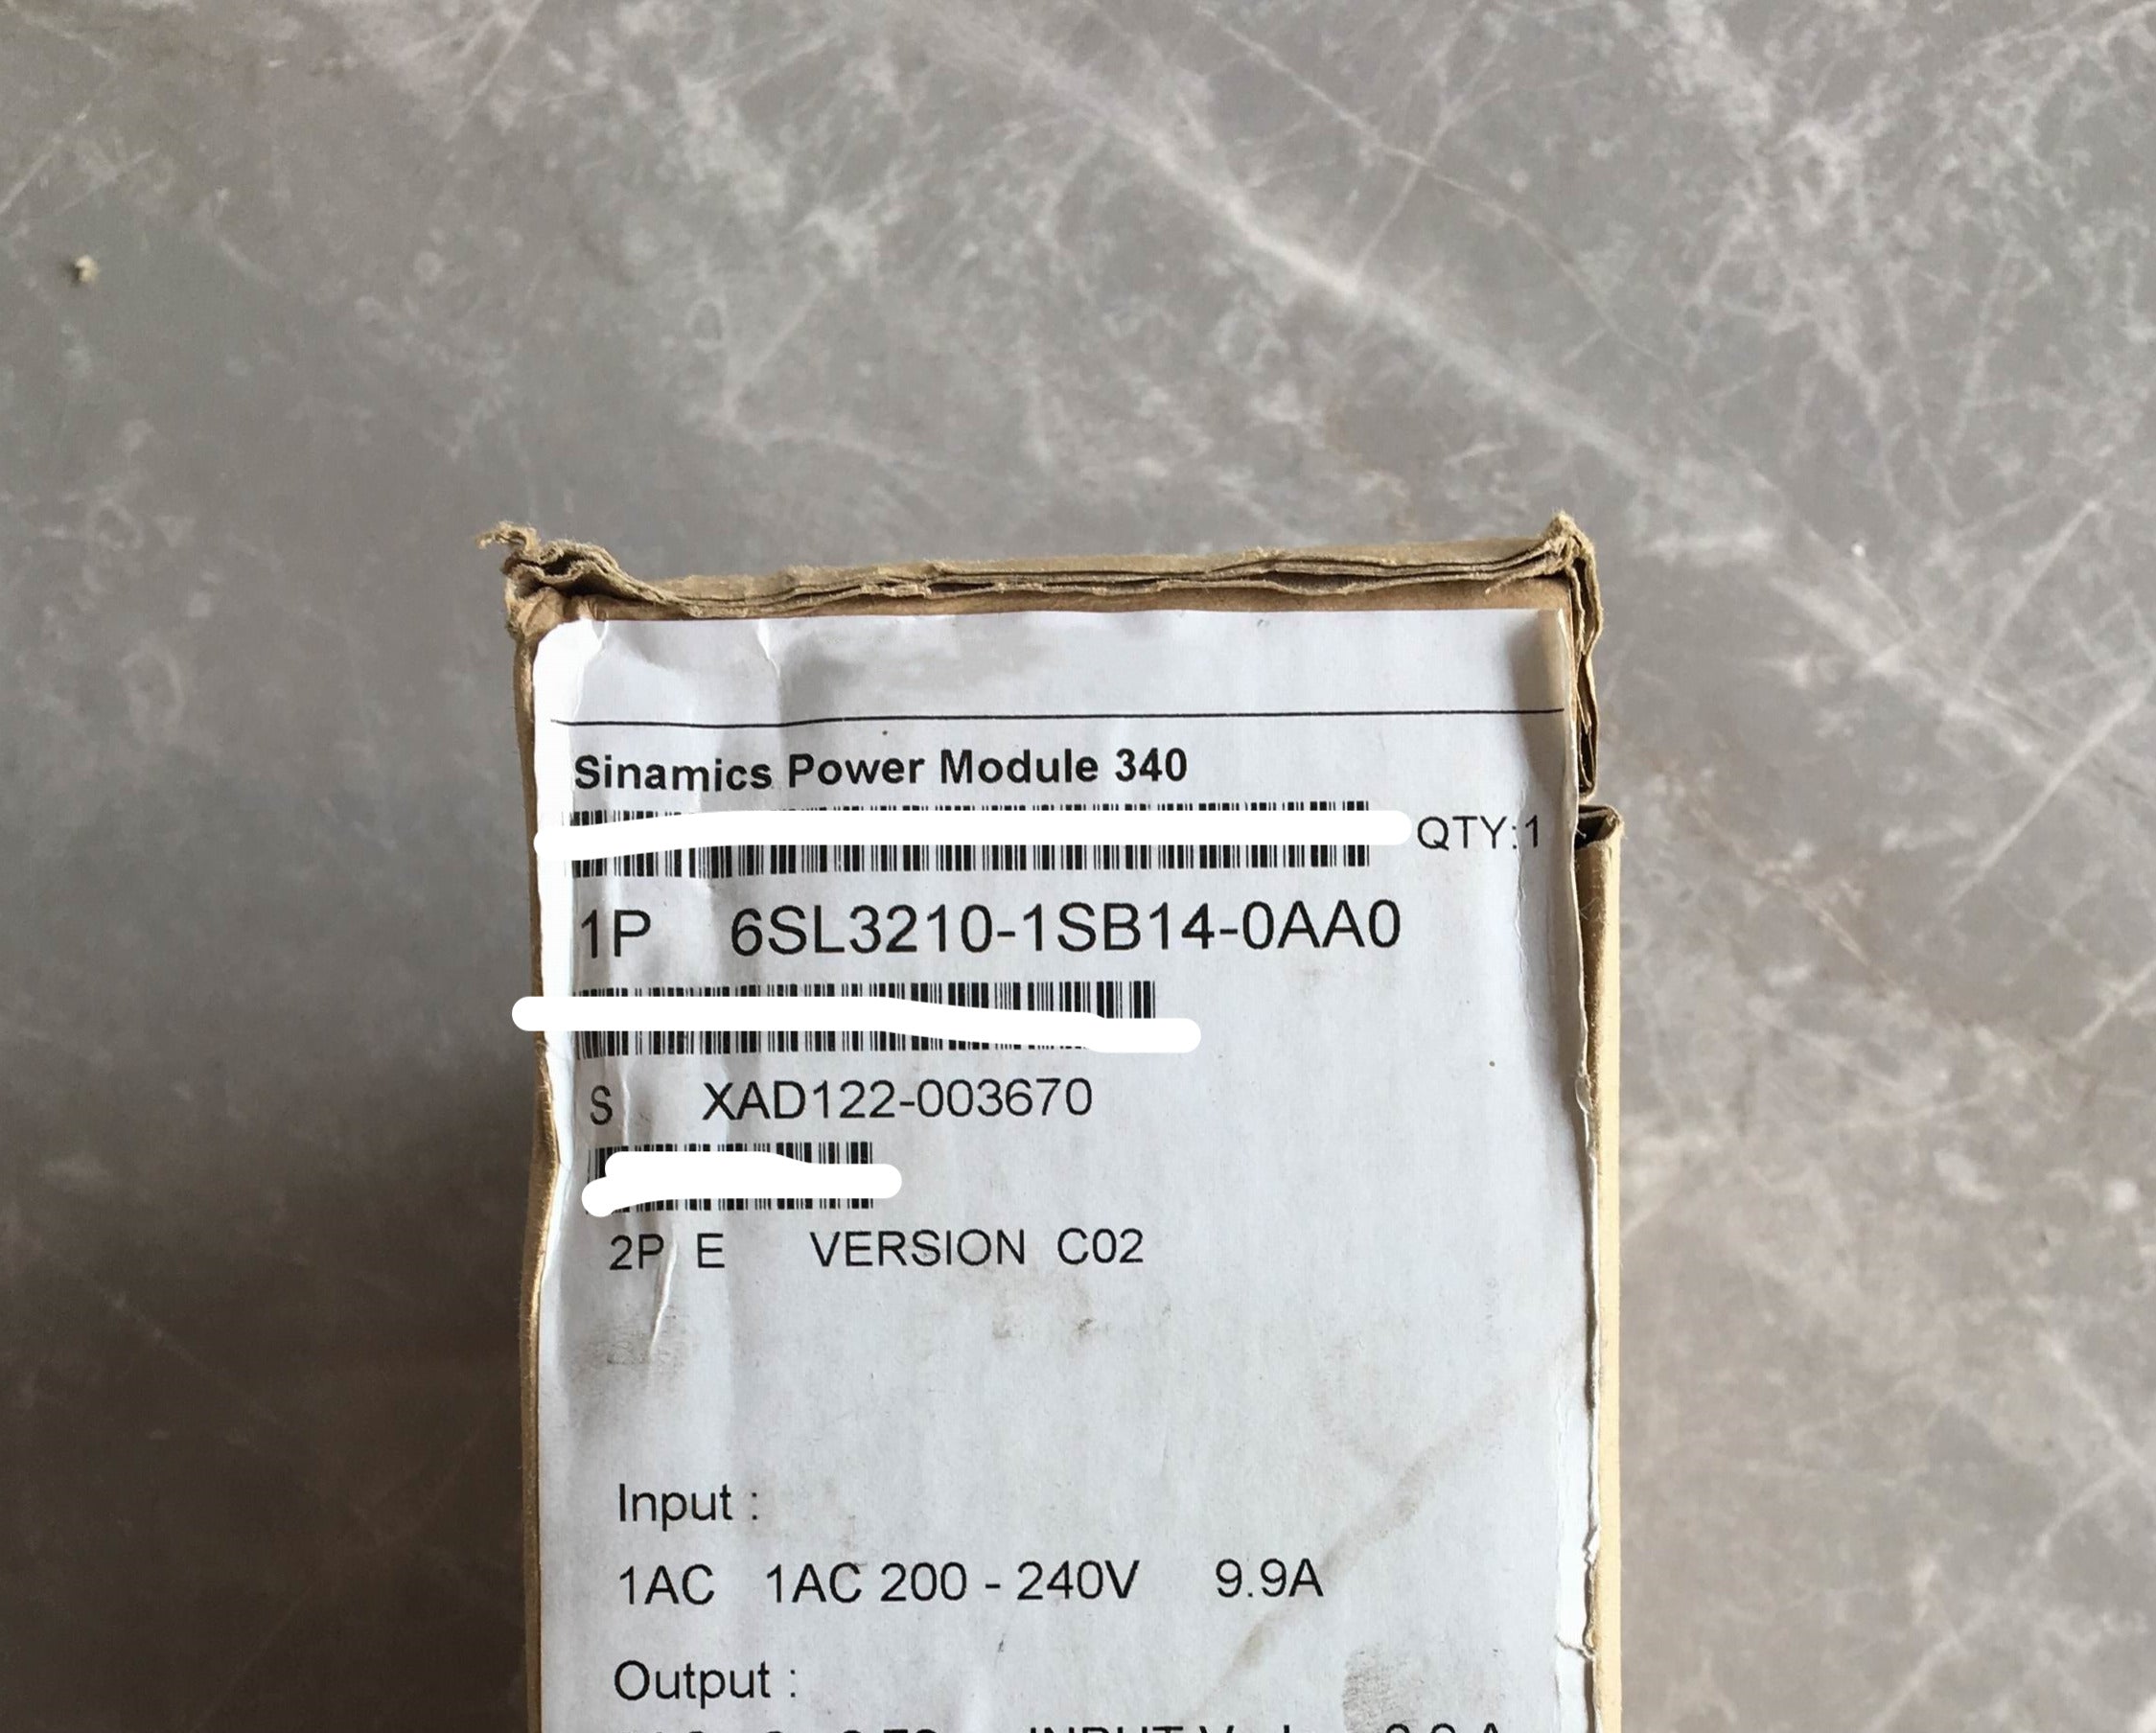 Sinamics Power Module 340
QTY:1
1P 6SL3210-1SB14-0AA0
S XAD122-003670
2P E VERSION C02
Input :
1AC 1AC 200 - 240V 9.9A
Output :
INPUT